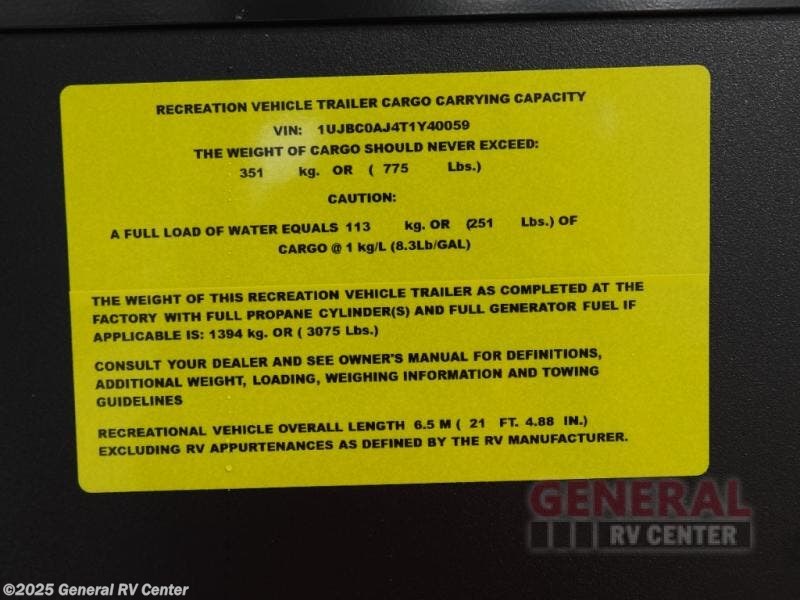 RECREATION VEHICLE TRAILER CARGO CARRYING CAPACITY
VIN: 1UJBC0AJ4T1Y40059
THE WEIGHT OF CARGO SHOULD NEVER EXCEED:
351 kg. OR ( 775 Lbs.)
CAUTION:
A FULL LOAD OF WATER EQUALS 113 kg. OR (251 Lbs.) OF
CARGO @ 1 kg/L (8.3Lb/GAL)
THE WEIGHT OF THIS RECREATION VEHICLE TRAILER AS COMPLETED AT THE
FACTORY WITH FULL PROPANE CYLINDER(S) AND FULL GENERATOR FUEL IF
APPLICABLE IS: 1394 kg. OR ( 3075 Lbs.)
CONSULT YOUR DEALER AND SEE OWNER'S MANUAL FOR DEFINITIONS,
ADDITIONAL WEIGHT, LOADING, WEIGHING INFORMATION AND TOWING
GUIDELINES
RECREATIONAL VEHICLE OVERALL LENGTH 6.5 M ( 21 FT. 4.88 IN.)
EXCLUDING RV APPURTENANCES AS DEFINED BY THE RV MANUFACTURER.
GENERAL
RV CENTER
©2025 General RV Center